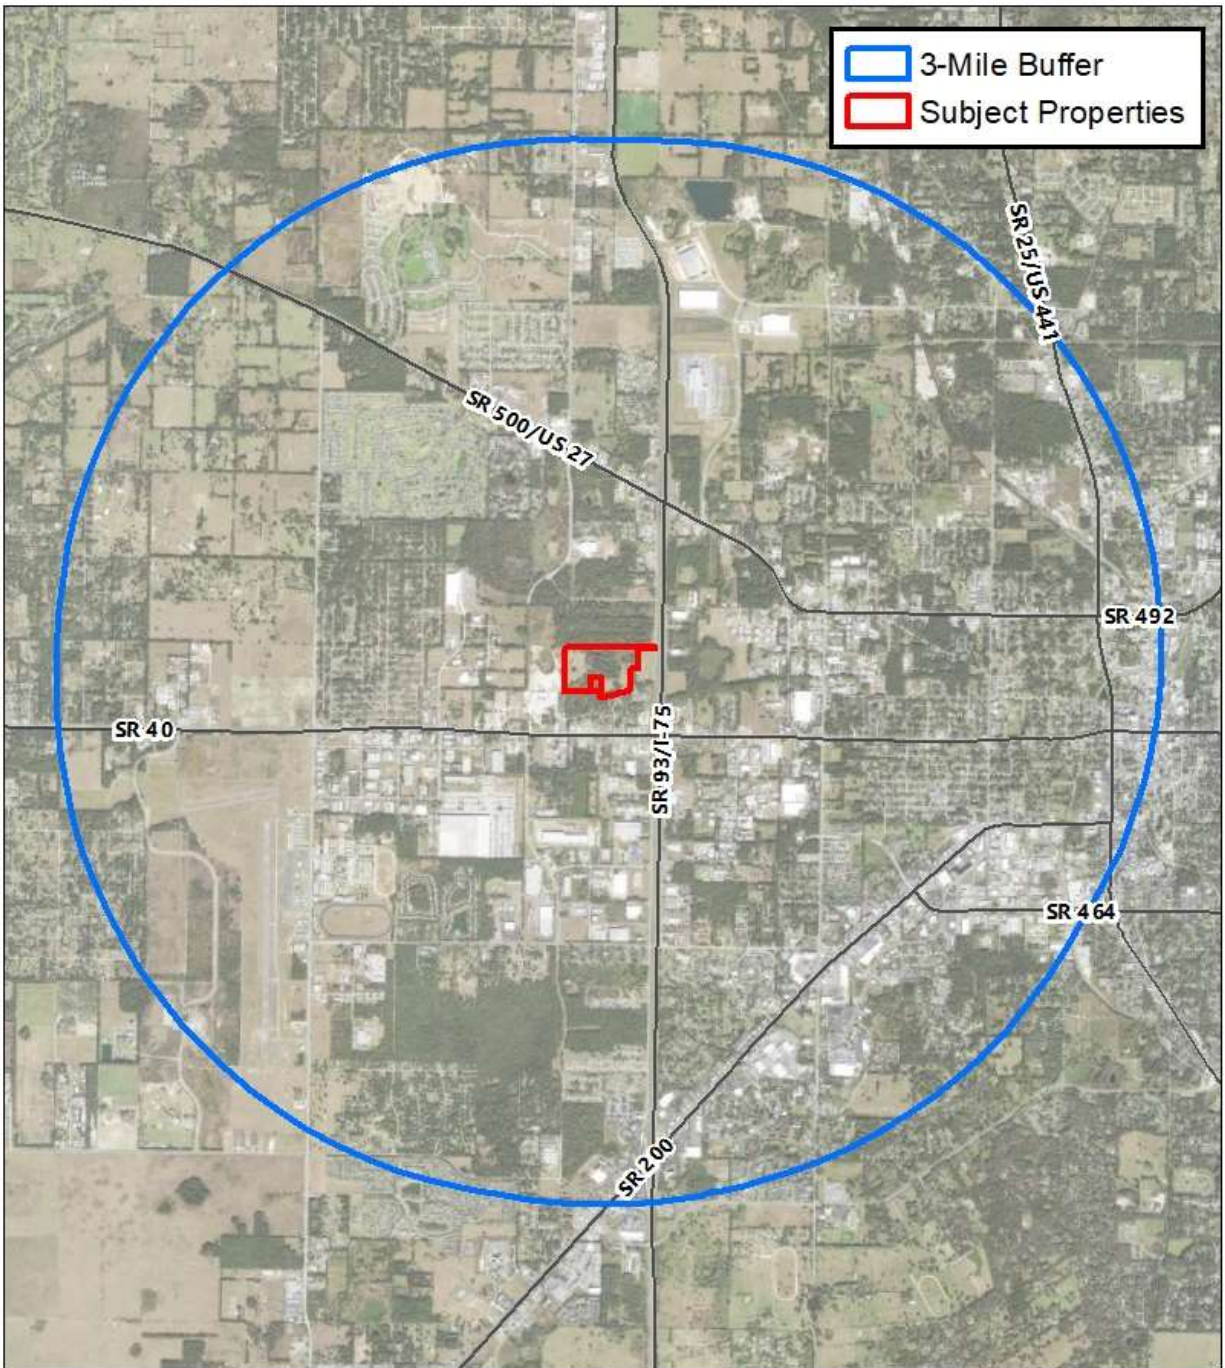 3-Mile Buffer
Subject Properties
SR 25/US 441
SR 500/US 27
SR 492
SR 40
SR 93/I-75
SR 464
SR 200